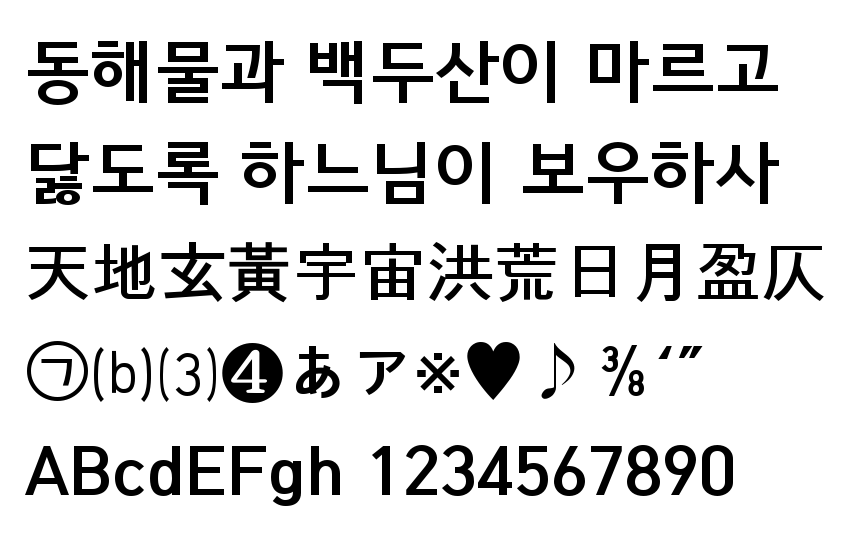 동해물과 백두산이 마르고
닳도록 하느님이 보우하사
天地玄黃宇宙洪荒日月盈仄
㉠⒝⑶❹あア※♥♪ ⅜ ‘″
ABcdEFgh 1234567890